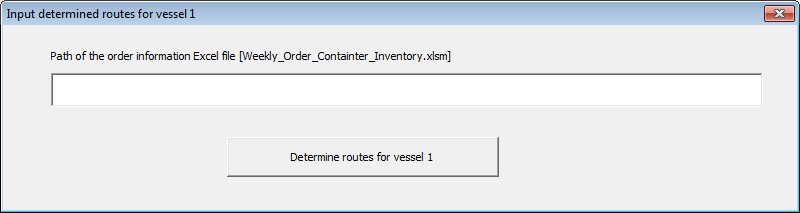 Input determined routes for vessel 1
Path of the order information Excel file [Weekly_Order_Containter_Inventory.xlsm]
Determine routes for vessel 1